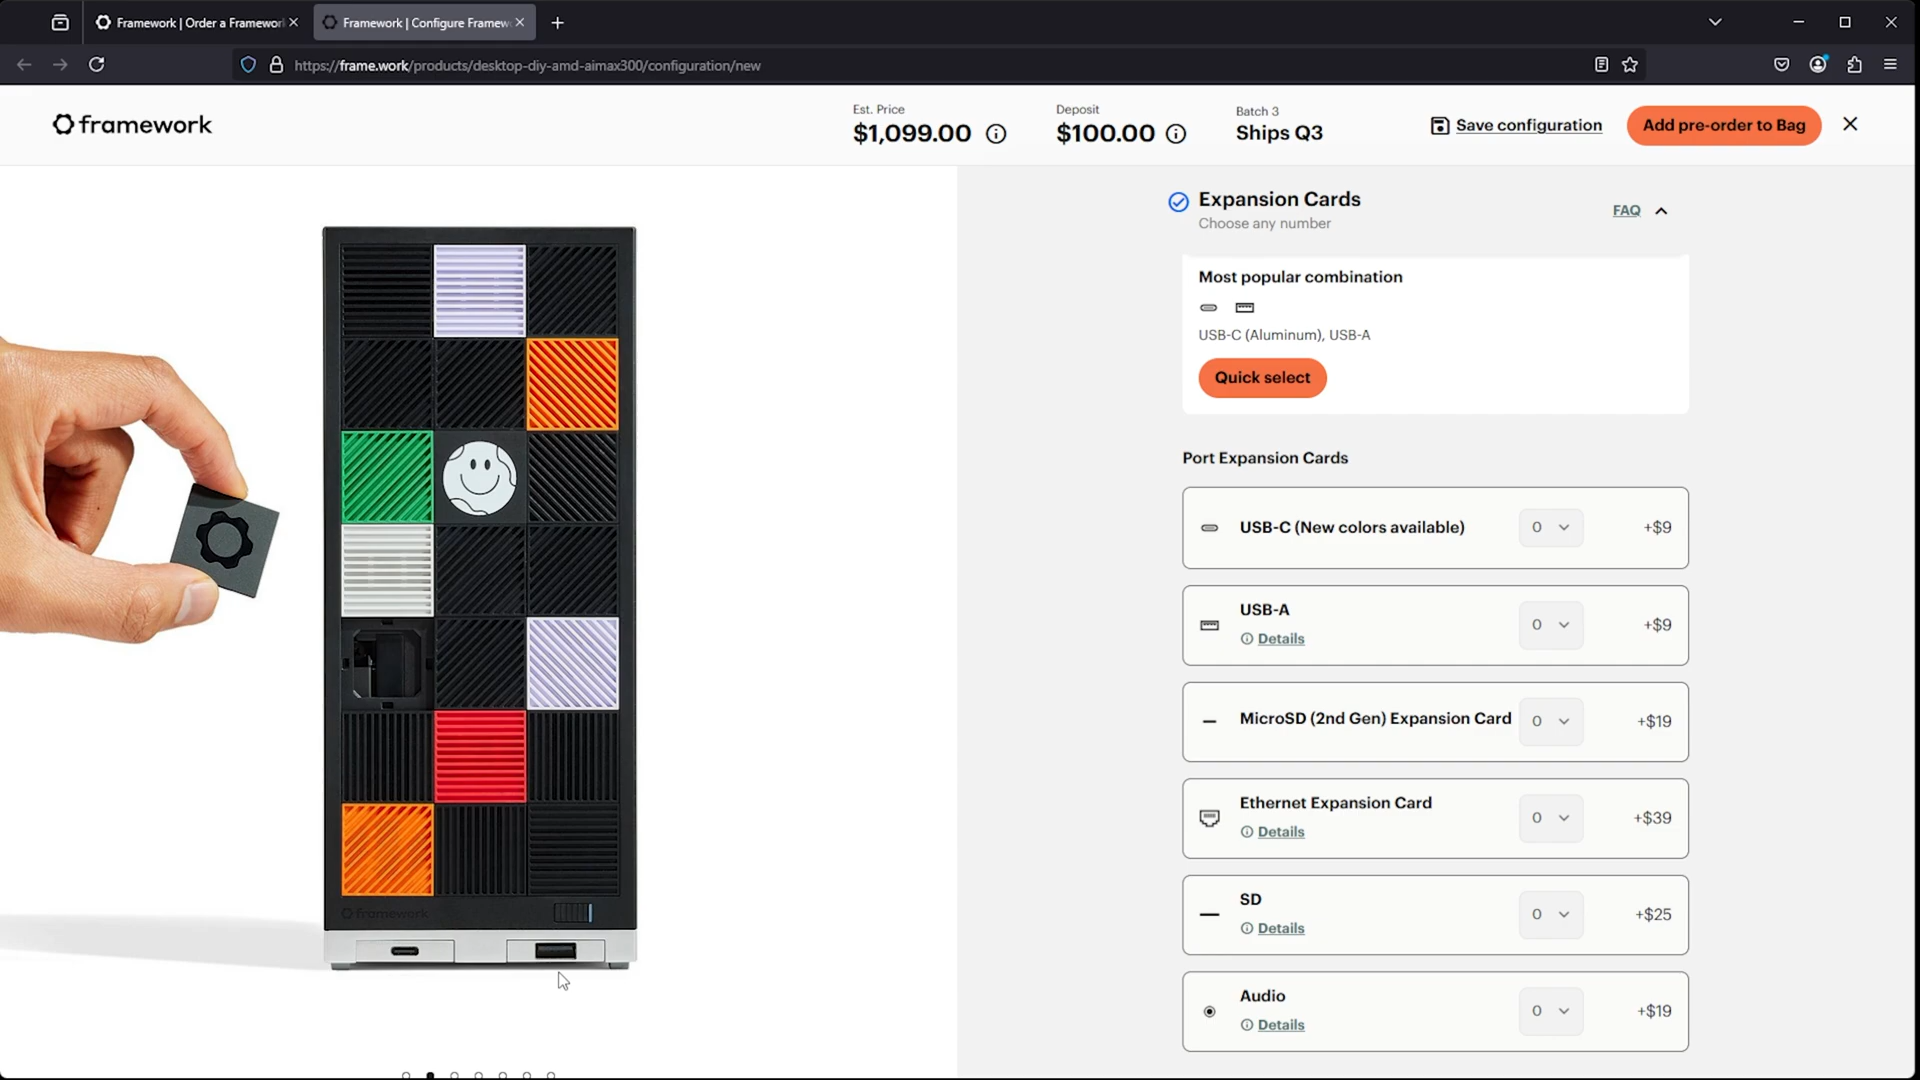 Framework | Order a Framewor
Framework | Configure Framew
https://frame.work/products/desktop-diy-amd-aimax300/configuration/new
framework
Est. Price
$1,099.00
Deposit
$100.00
Batch 3
Ships Q3
Save configuration
Add pre-order to Bag
Expansion Cards
Choose any number
FAQ
Most popular combination
USB-C (Aluminum), USB-A
Quick select
Port Expansion Cards
USB-C (New colors available) 0 +$9
USB-A
Details
0 +$9
MicroSD (2nd Gen) Expansion Card 0 +$19
Ethernet Expansion Card
Details
0 +$39
SD
Details
0 +$25
Audio
Details
0 +$19
framework